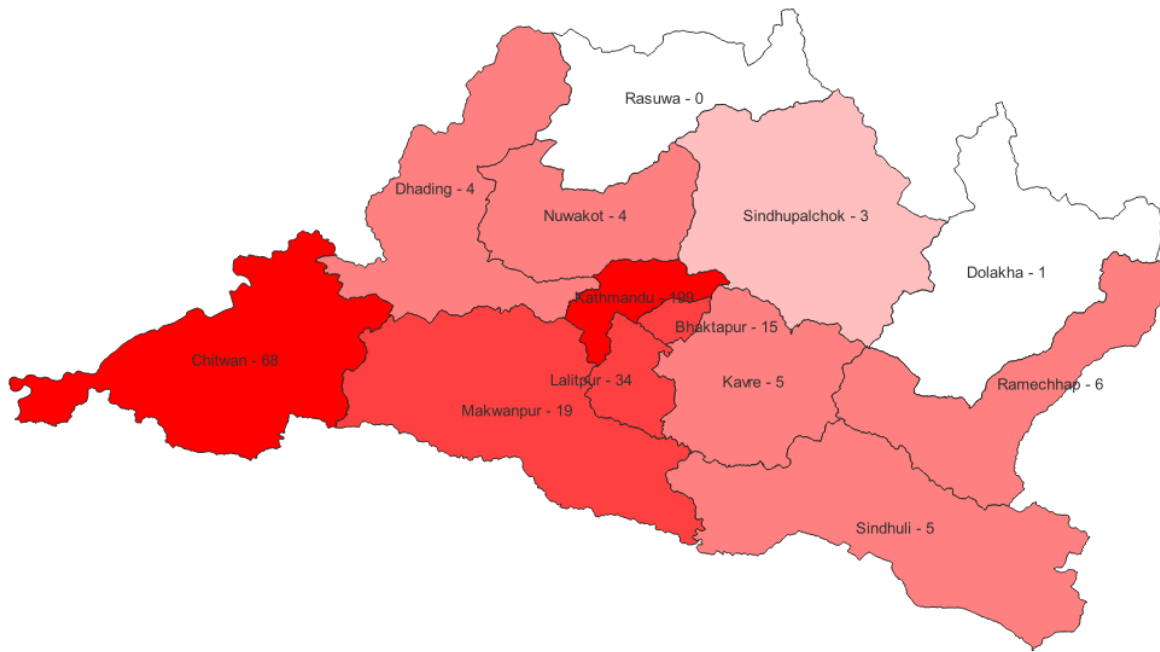 Rasuwa - 0
Dhading - 4
Nuwakot - 4
Sindhupalchok - 3
Dolakha - 1
Kathmandu - 199
Bhaktapur - 15
Chitwan - 68
Lalitpur - 34
Kavre - 5
Ramechhap - 6
Makwanpur - 19
Sindhuli - 5